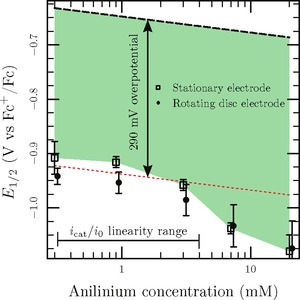 −0.7
−0.8
−0.9
−1.0
E1/2 (V vs Fc+/Fc)
290 mV overpotential
Stationary electrode
Rotating disc electrode
icat/i0 linearity range
1
10
Anilinium concentration (mM)